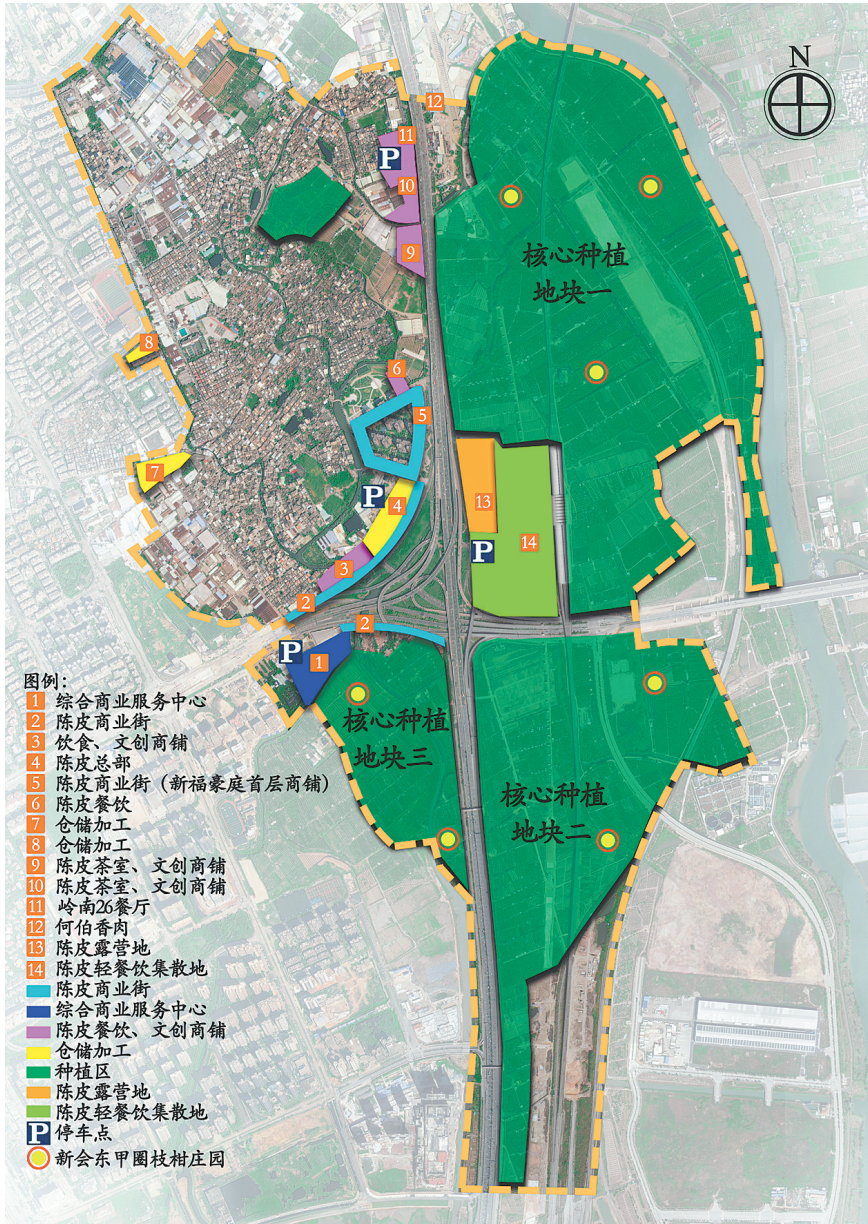 N
12
11
P
10
9
核心种植
地块一
8
6
5
7
P
4
13
14
P
3
2
2
P
1
核心种植
地块三
核心种植
地块二
图例：
1 综合商业服务中心
2 陈皮商业街
3 饮食、文创商铺
4 陈皮总部
5 陈皮商业街（新福豪庭首层商铺）
6 陈皮餐饮
7 仓储加工
8 仓储加工
9 陈皮茶室、文创商铺
10 陈皮茶室、文创商铺
11 岭南26餐厅
12 何伯香肉
13 陈皮露营地
14 陈皮轻餐饮集散地
陈皮商业街
综合商业服务中心
陈皮餐饮、文创商铺
仓储加工
种植区
陈皮露营地
陈皮轻餐饮集散地
P 停车点
新会东甲圈枝柑庄园